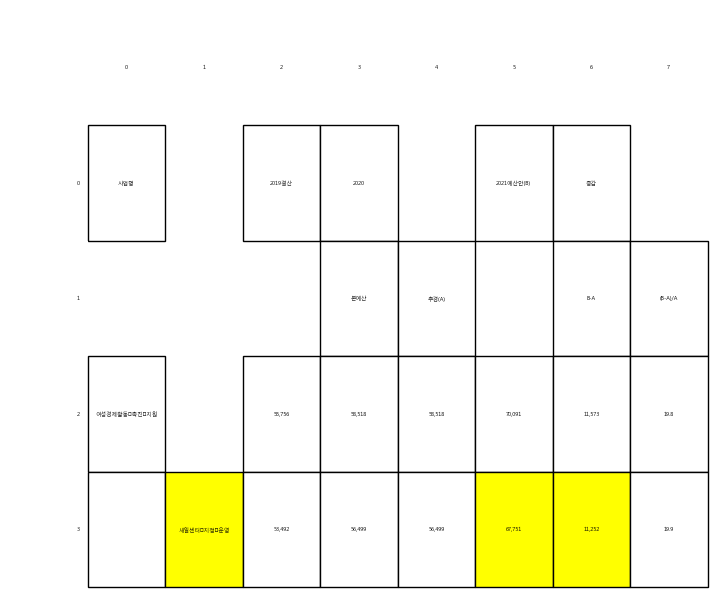 0 1 2 3 4 5 6 7
0 사업명 2019결산 2020 2021예산안(B) 증감
1 본예산 추경(A) B-A (B-A)/A
2 여성경제활동□촉진□지원 55,756 58,518 58,518 70,091 11,573 19.8
3 새일센터□지정□운영 53,492 56,499 56,499 67,751 11,252 19.9